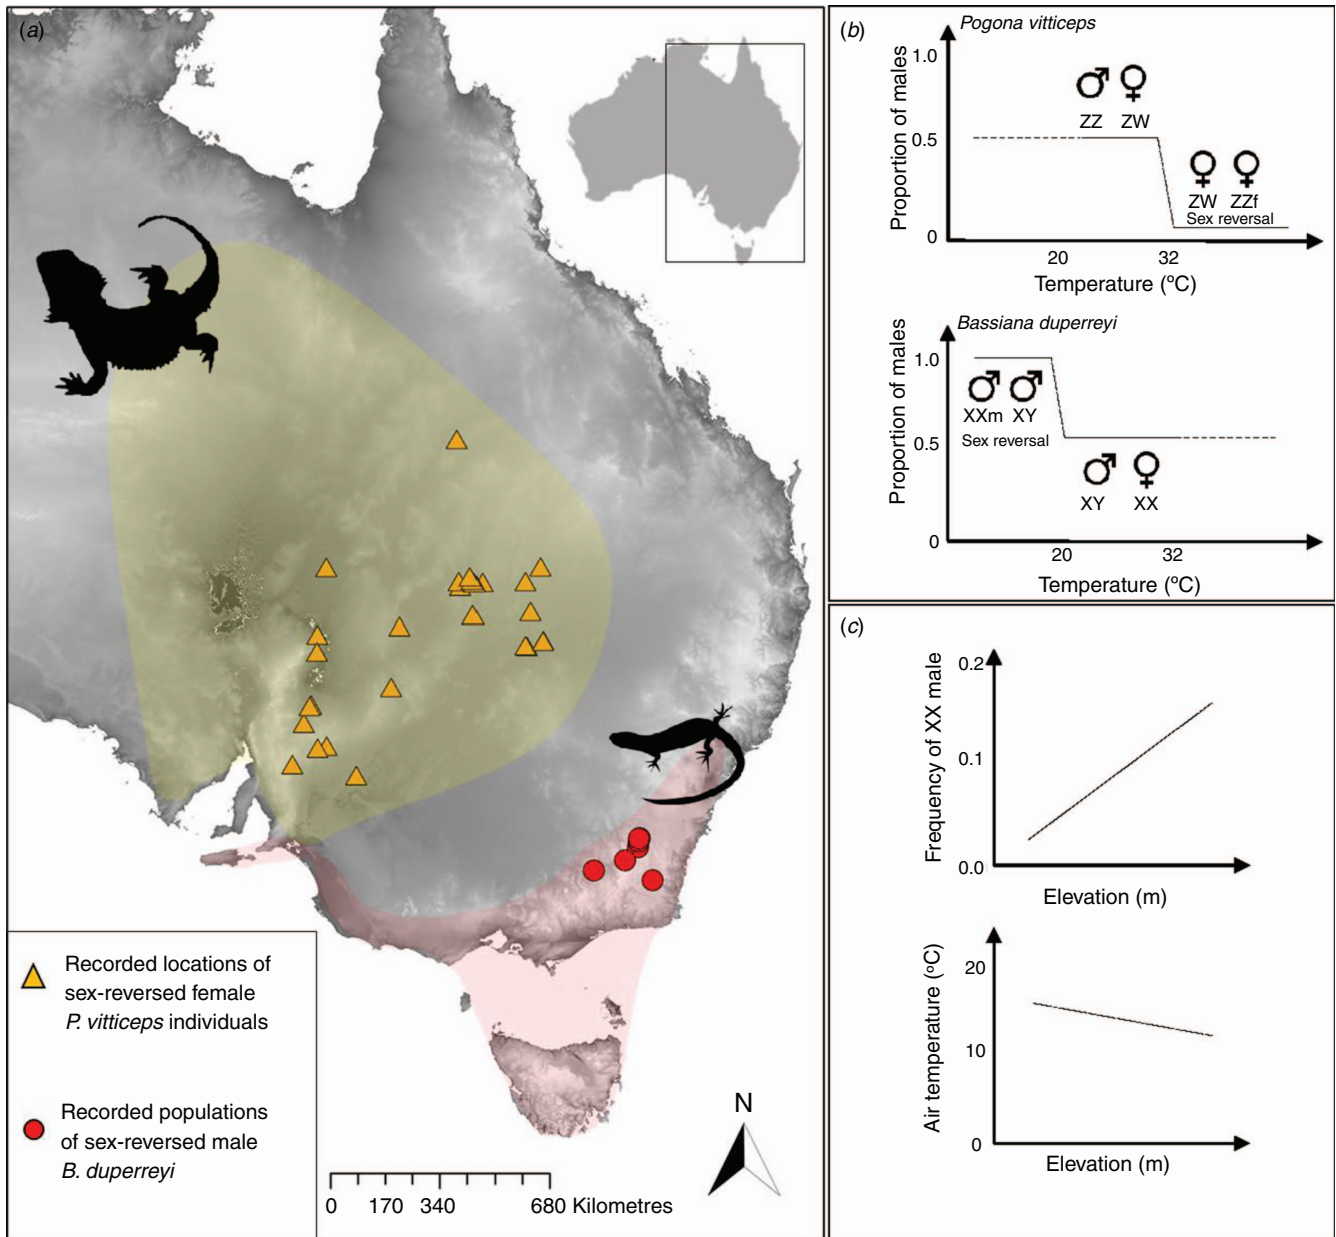 (a)
Recorded locations of
sex-reversed female
P. vitticeps individuals
Recorded populations
of sex-reversed male
B. duperreyi
0 170 340 680 Kilometres
N
(b)
Pogona vitticeps
Proportion of males
1.0
0.5
0
♂ ♀
ZZ ZW
♀ ♀
ZW ZZf
Sex reversal
20 32
Temperature (ºC)
Bassiana duperreyi
Proportion of males
1.0
0.5
0
♂ ♂
XXm XY
Sex reversal
♂ ♀
XY XX
20 32
Temperature (ºC)
(c)
Frequency of XX male
0.2
0.1
0.0
Elevation (m)
Air temperature (ºC)
20
10
0
Elevation (m)